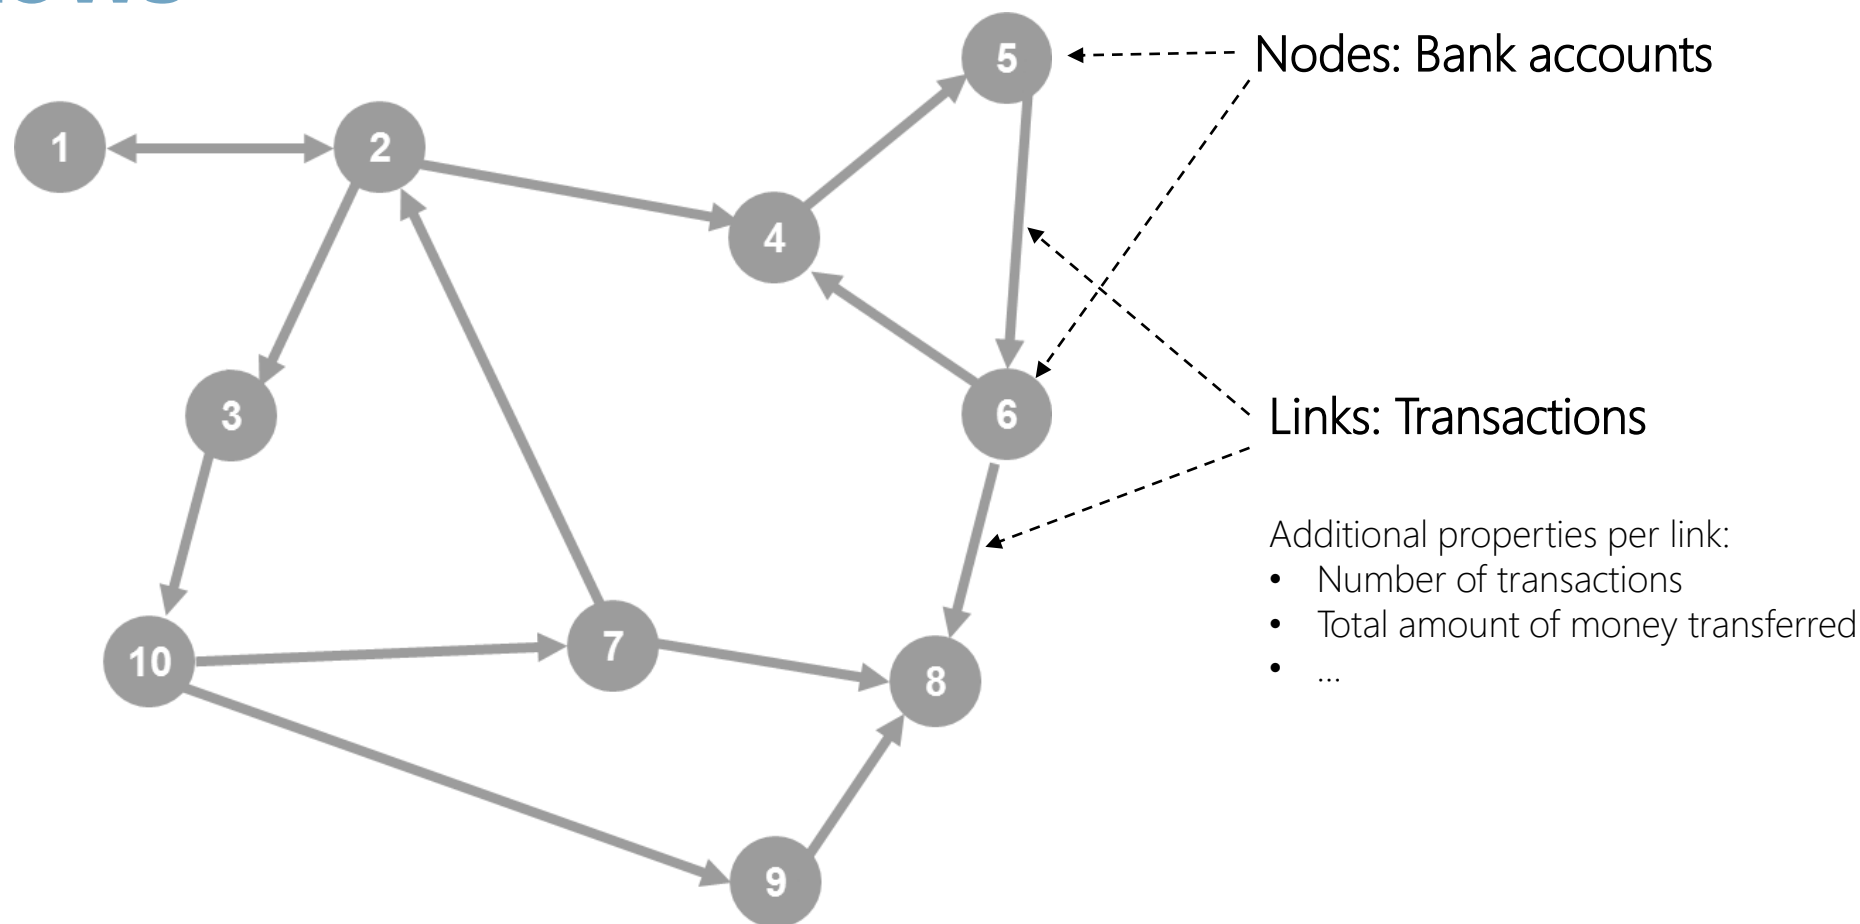 5
Nodes: Bank accounts
1
2
4
3
6
Links: Transactions
Additional properties per link:
• Number of transactions
• Total amount of money transferred
• ...
10
7
8
9